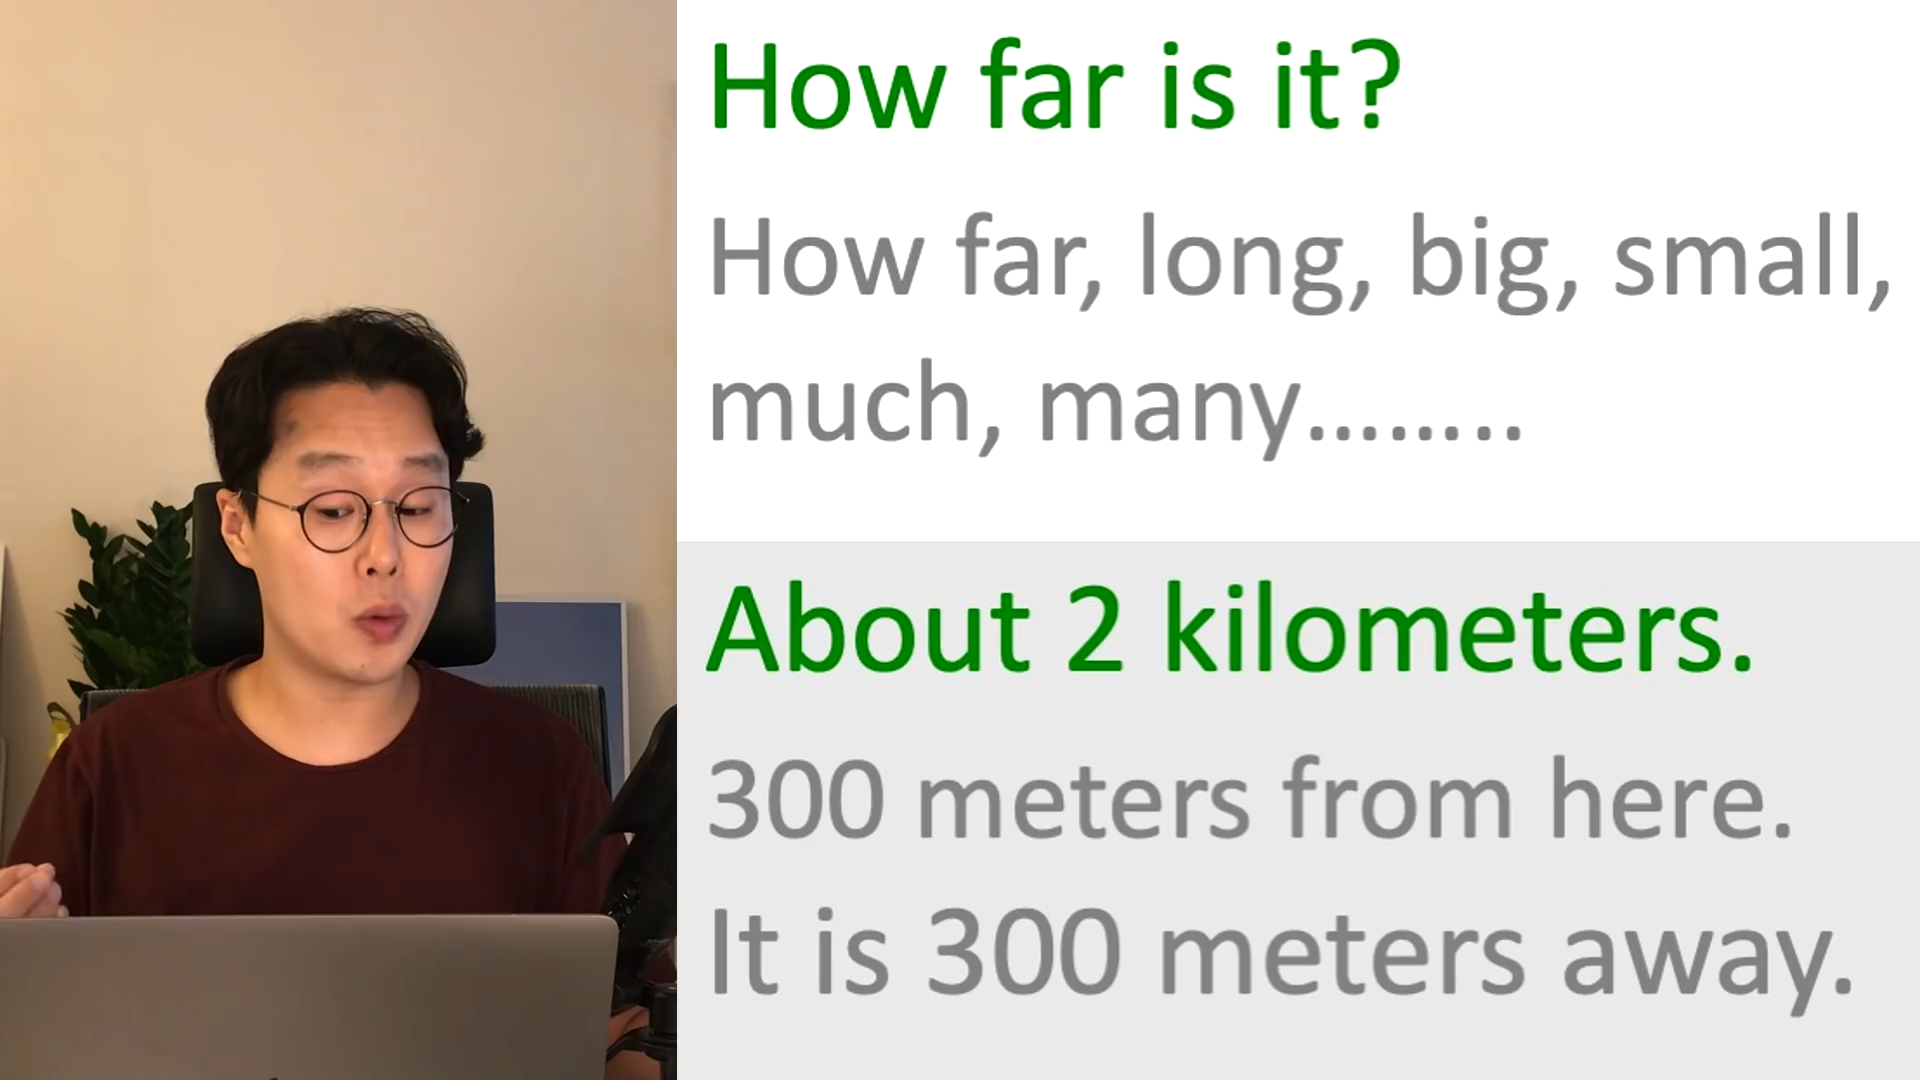 How far is it?
How far, long, big, small,
much, many……..
About 2 kilometers.
300 meters from here.
It is 300 meters away.